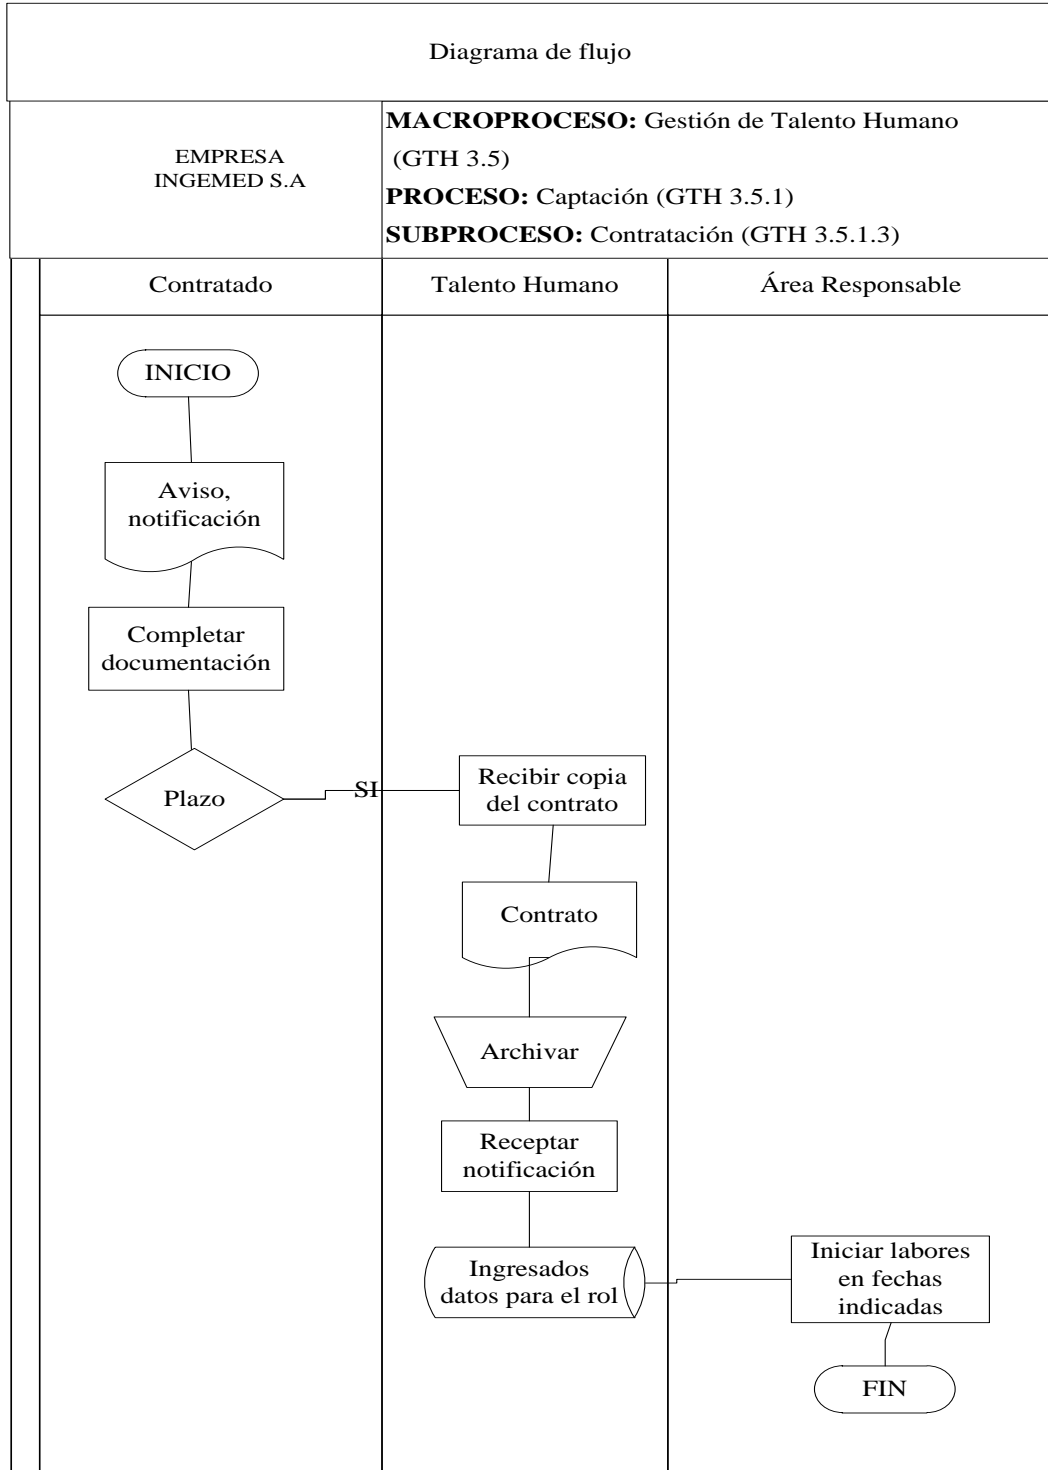 Diagrama de flujo
EMPRESA
INGEMED S.A
MACROPROCESO: Gestión de Talento Humano
(GTH 3.5)
PROCESO: Captación (GTH 3.5.1)
SUBPROCESO: Contratación (GTH 3.5.1.3)
Contratado
Talento Humano
Área Responsable
INICIO
Aviso,
notificación
Completar
documentación
Plazo
SI
Recibir copia
del contrato
Contrato
Archivar
Receptar
notificación
Ingresados
datos para el rol
Iniciar labores
en fechas
indicadas
FIN